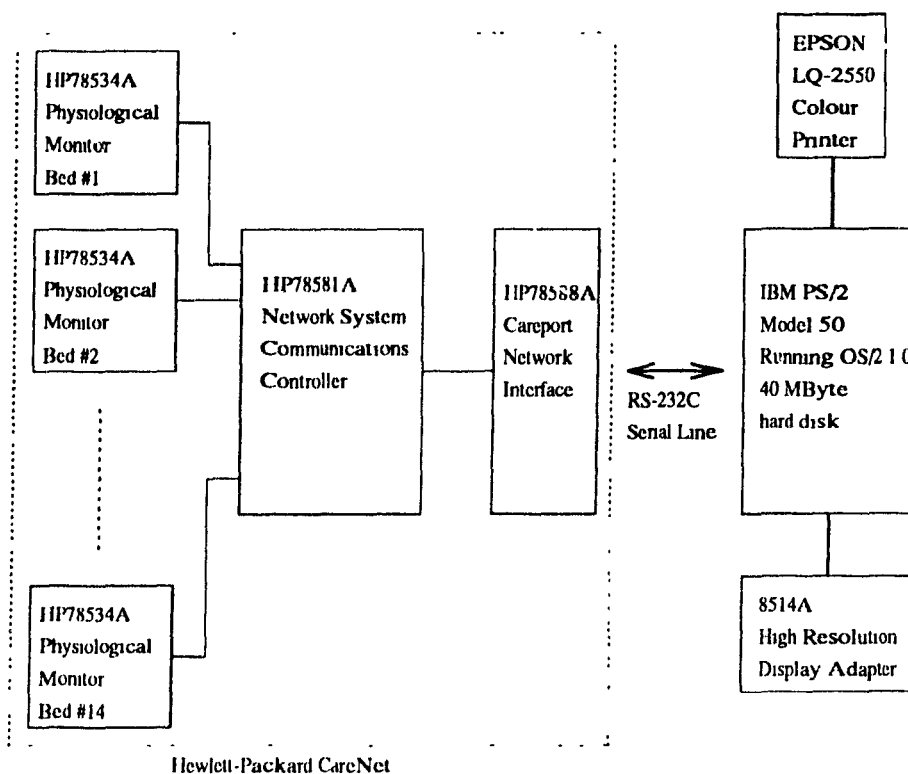 HP78534A
Physiological
Monitor
Bed #1
HP78534A
Physiological
Monitor
Bed #2
HP78534A
Physiological
Monitor
Bed #14
HP78581A
Network System
Communications
Controller
HP78588A
Careport
Network
Interface
RS-232C
Serial Line
EPSON
LQ-2550
Colour
Printer
IBM PS/2
Model 50
Running OS/2 1 0
40 MByte
hard disk
8514A
High Resolution
Display Adapter
Hewlett-Packard CareNet